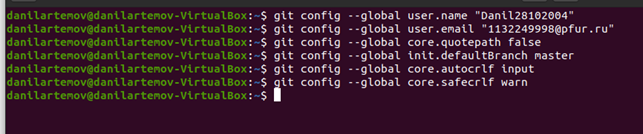 danilartemov@danilartemov-VirtualBox:~$ git config --global user.name "Danil28102004"
danilartemov@danilartemov-VirtualBox:~$ git config --global user.email "1132249998@pfur.ru"
danilartemov@danilartemov-VirtualBox:~$ git config --global core.quotepath false
danilartemov@danilartemov-VirtualBox:~$ git config --global init.defaultBranch master
danilartemov@danilartemov-VirtualBox:~$ git config --global core.autocrlf input
danilartemov@danilartemov-VirtualBox:~$ git config --global core.safecrlf warn
danilartemov@danilartemov-VirtualBox:~$